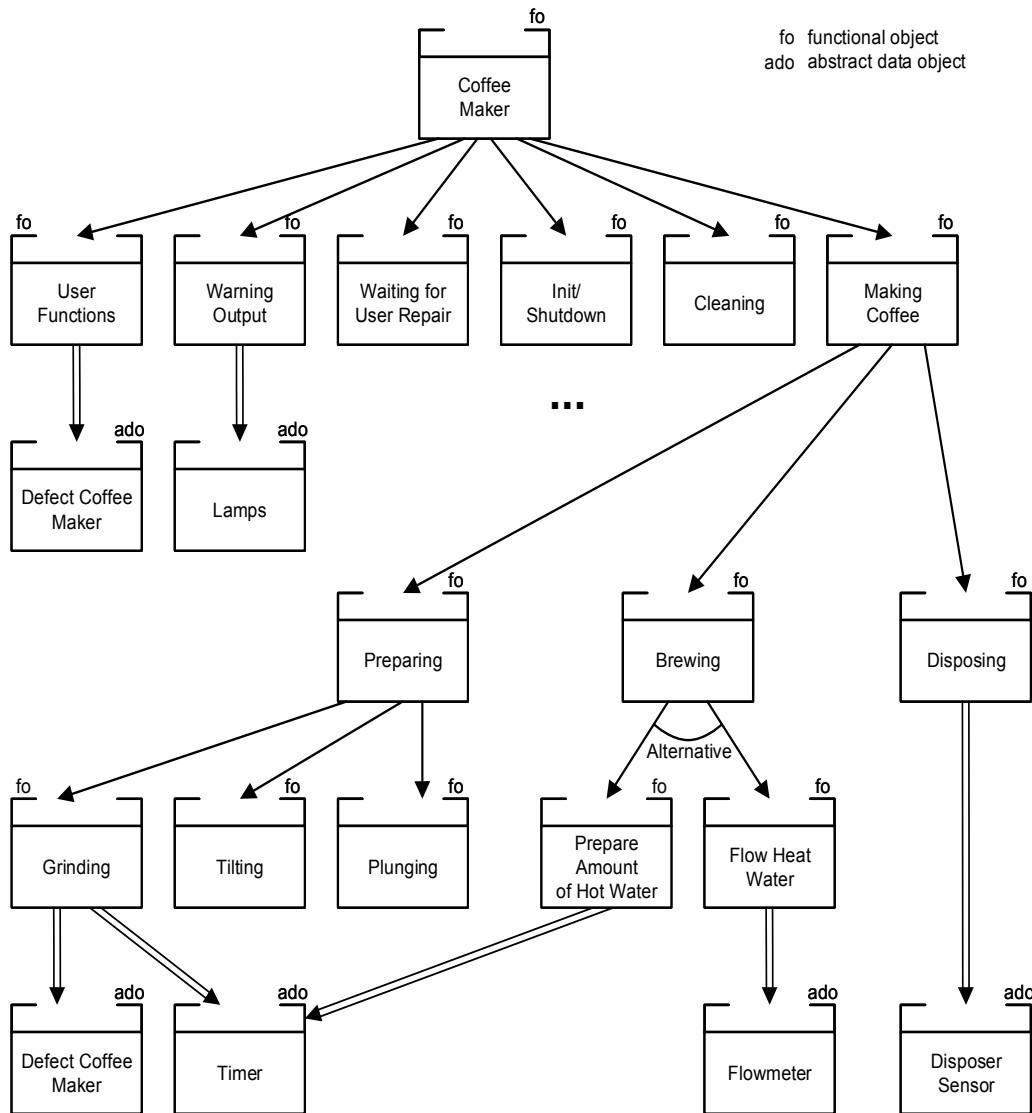 fo
fo functional object
ado abstract data object
Coffee
Maker
fo
fo
fo
fo
fo
fo
User
Functions
Warning
Output
Waiting for
User Repair
Init/
Shutdown
Cleaning
Making
Coffee
...
ado
ado
Defect Coffee
Maker
Lamps
fo
fo
fo
Preparing
Brewing
Disposing
Alternative
fo
fo
fo
fo
fo
Grinding
Tilting
Plunging
Prepare
Amount
of Hot Water
Flow Heat
Water
ado
ado
ado
ado
Defect Coffee
Maker
Timer
Flowmeter
Disposer
Sensor